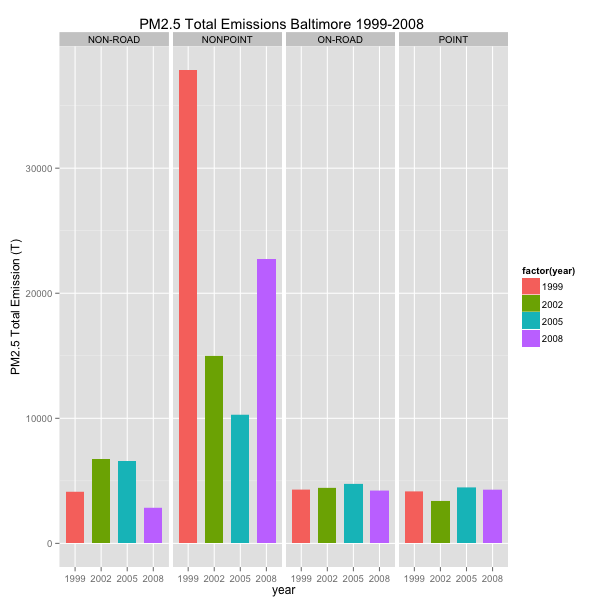 PM2.5 Total Emissions Baltimore 1999-2008
NON-ROAD NONPOINT ON-ROAD POINT
PM2.5 Total Emission (T)
30000
20000
10000
0
1999 2002 2005 2008 1999 2002 2005 2008 1999 2002 2005 2008 1999 2002 2005 2008
year
factor(year)
1999
2002
2005
2008